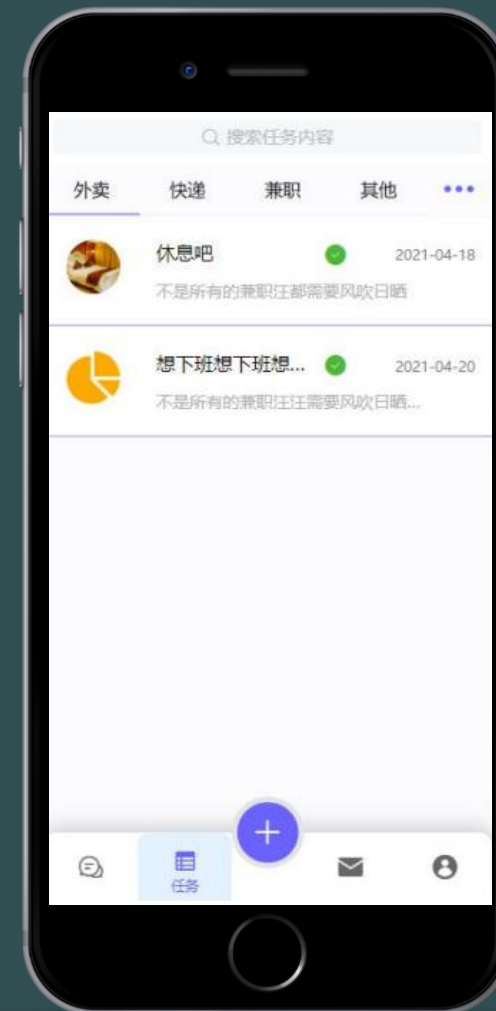 搜索任务内容
外卖 快递 兼职 其他 •••
休息吧 2021-04-18
不是所有的兼职汪都需要风吹日晒
想下班想下班想... 2021-04-20
不是所有的兼职汪汪需要风吹日晒...
任务